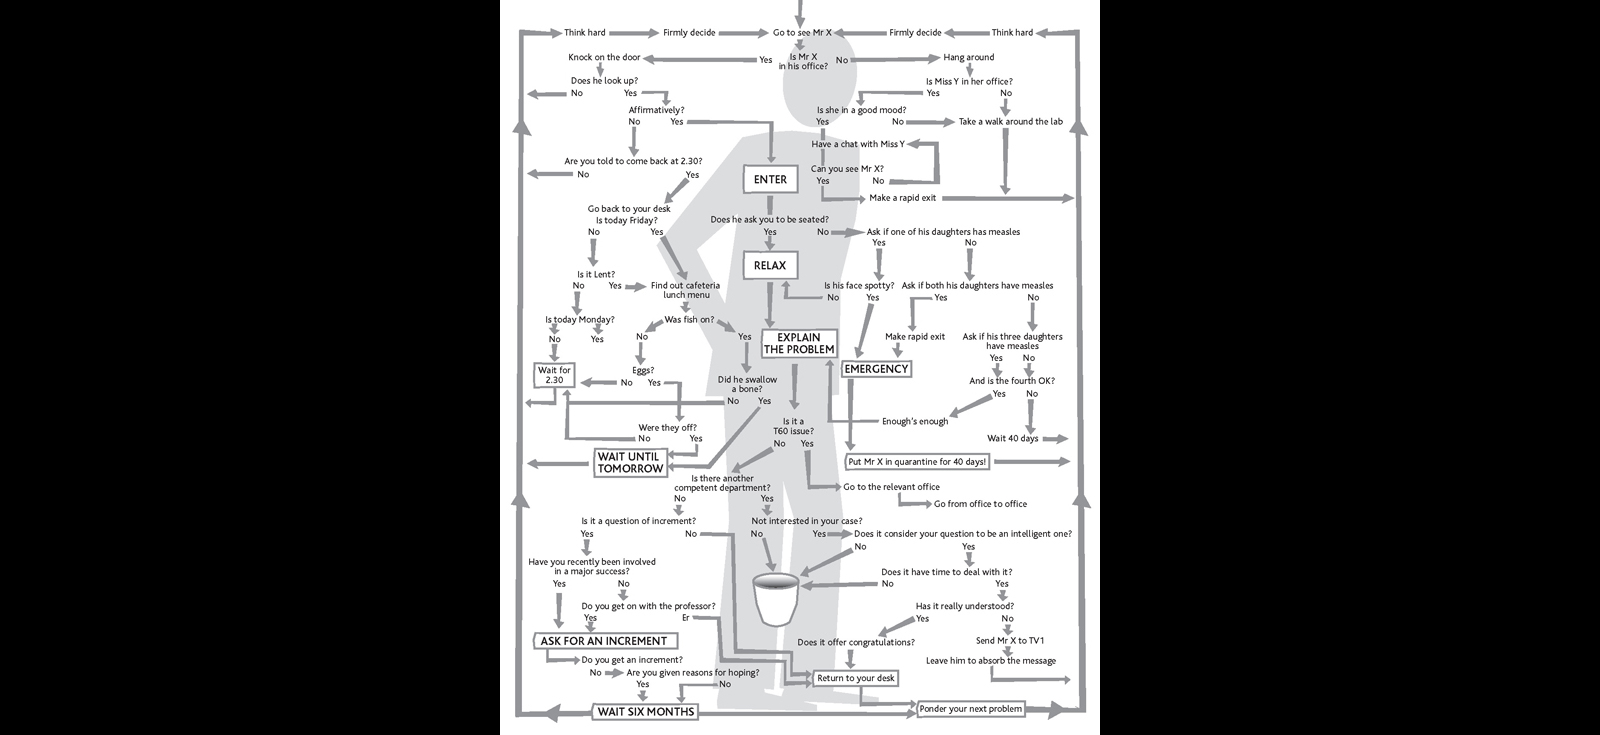 Think hard
Firmly decide
Go to see Mr X
Firmly decide
Think hard
Knock on the door
Yes
Is Mr X
in his office?
No
Hang around
Does he look up?
No
Yes
Is Miss Y in her office?
Yes
No
Affirmatively?
No
Yes
Is she in a good mood?
Yes
No
Take a walk around the lab
Have a chat with Miss Y
Are you told to come back at 2.30?
No
Yes
ENTER
Can you see Mr X?
Yes
No
Make a rapid exit
Go back to your desk
Is today Friday?
No
Yes
Does he ask you to be seated?
Yes
No
Ask if one of his daughters has measles
Yes
No
RELAX
Is it Lent?
No
Yes
Find out cafeteria
lunch menu
Is his face spotty?
No
Yes
Ask if both his daughters have measles
Yes
No
Is today Monday?
No
Yes
Was fish on?
No
Yes
EXPLAIN
THE PROBLEM
Make rapid exit
Ask if his three daughters
have measles
Yes
No
Wait for
2.30
Eggs?
No
Yes
Did he swallow
a bone?
No
Yes
EMERGENCY
And is the fourth OK?
Yes
No
Is it a
T60 issue?
No
Yes
Enough's enough
Were they off?
No
Yes
Wait 40 days
WAIT UNTIL
TOMORROW
Put Mr X in quarantine for 40 days!
Is there another
competent department?
No
Yes
Go to the relevant office
Go from office to office
Is it a question of increment?
Yes
No
Not interested in your case?
No
Yes
Does it consider your question to be an intelligent one?
No
Yes
Have you recently been involved
in a major success?
Yes
No
Does it have time to deal with it?
No
Yes
Do you get on with the professor?
Yes
Er
Has it really understood?
Yes
No
ASK FOR AN INCREMENT
Does it offer congratulations?
Send Mr X to TV1
Do you get an increment?
No
Are you given reasons for hoping?
Yes
No
Leave him to absorb the message
Return to your desk
WAIT SIX MONTHS
Ponder your next problem